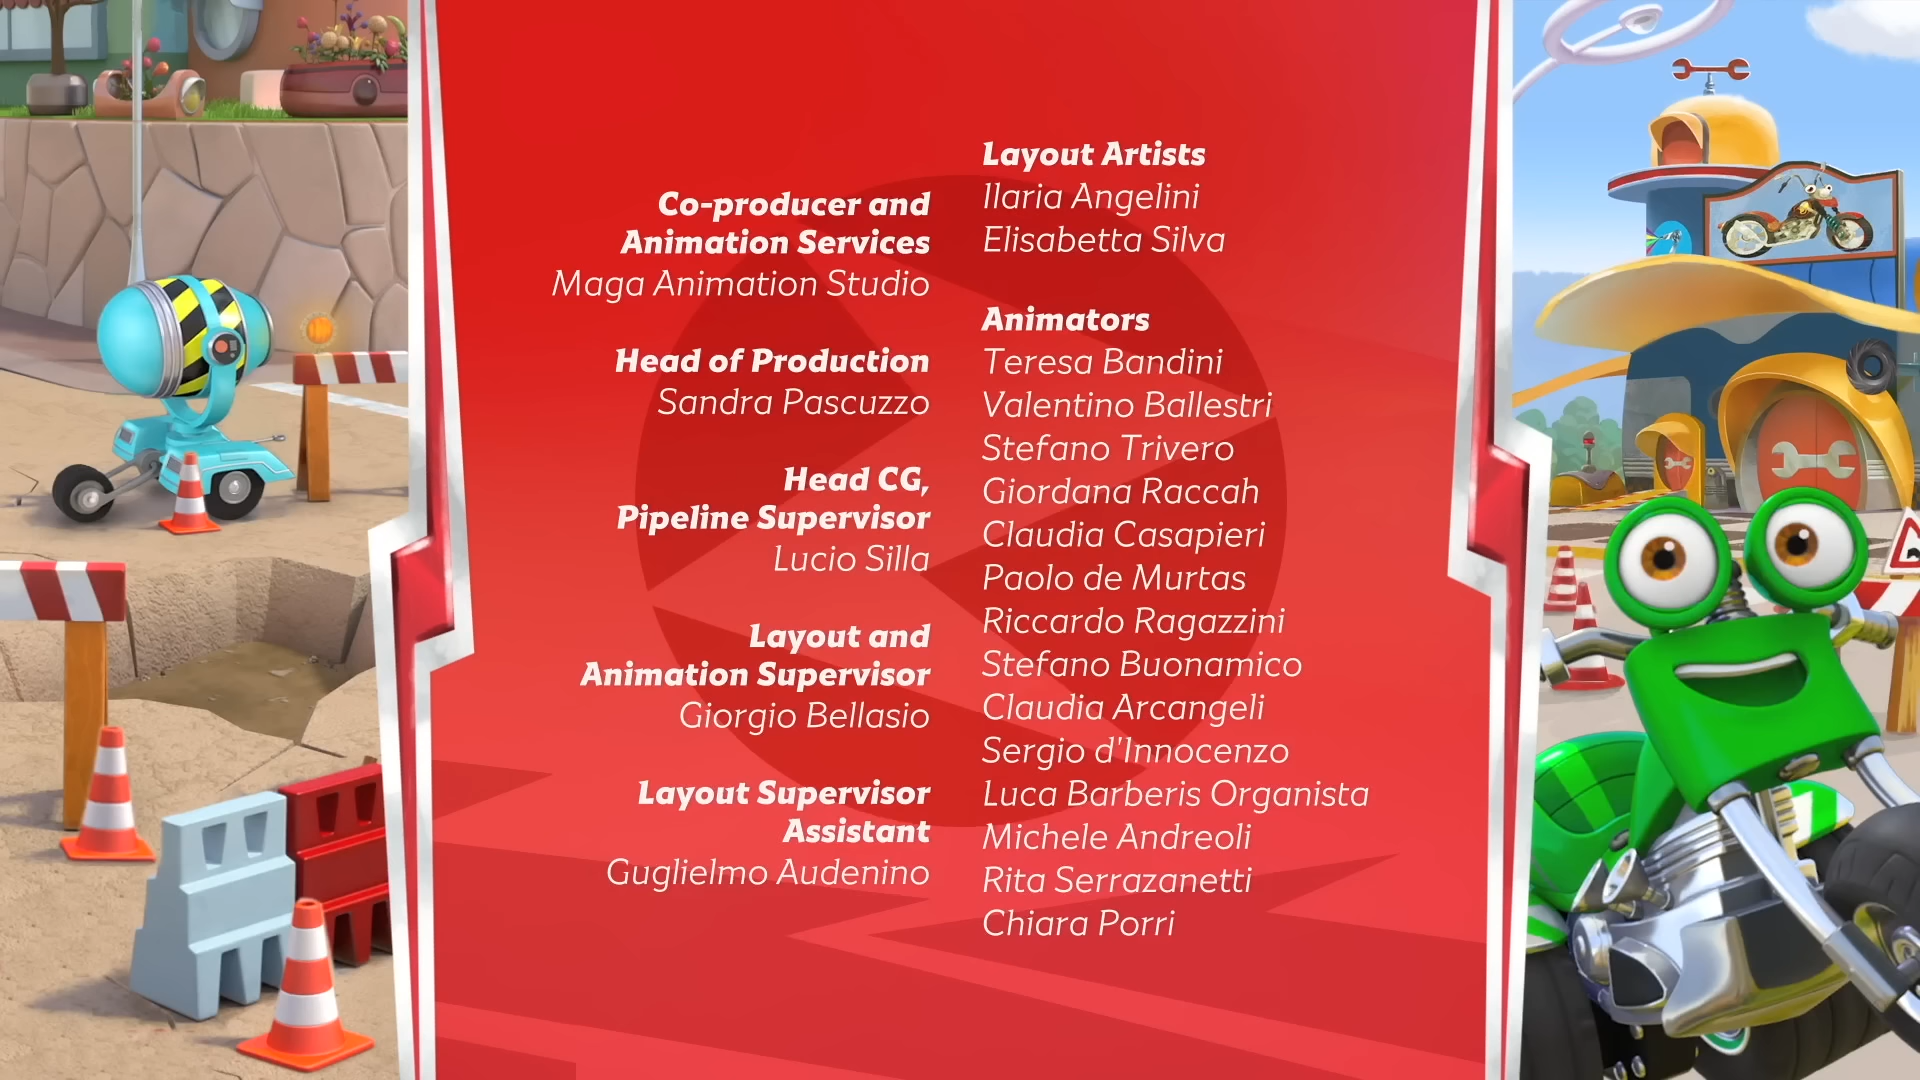 Co-producer and
Animation Services
Maga Animation Studio
Head of Production
Sandra Pascuzzo
Head CG,
Pipeline Supervisor
Lucio Silla
Layout and
Animation Supervisor
Giorgio Bellasio
Layout Supervisor
Assistant
Guglielmo Audenino
Layout Artists
Ilaria Angelini
Elisabetta Silva
Animators
Teresa Bandini
Valentino Ballestri
Stefano Trivero
Giordana Raccah
Claudia Casapieri
Paolo de Murtas
Riccardo Ragazzini
Stefano Buonamico
Claudia Arcangeli
Sergio d'Innocenzo
Luca Barberis Organista
Michele Andreoli
Rita Serrazanetti
Chiara Porri